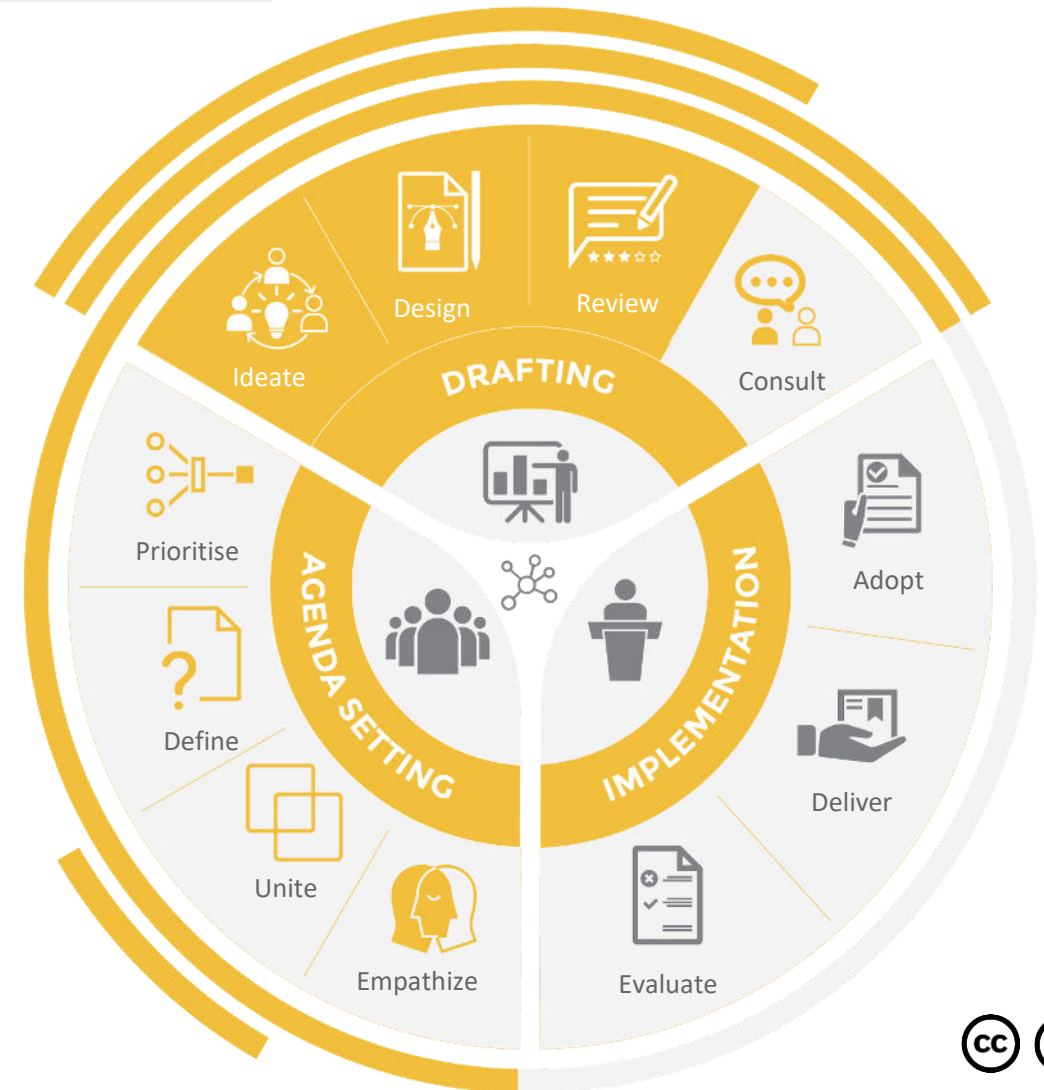 Ideate
Design
Review
Consult
DRAFTING
Prioritise
Define
Unite
Empathize
AGENDA SETTING
Adopt
Deliver
Evaluate
IMPLEMENTATION
cc